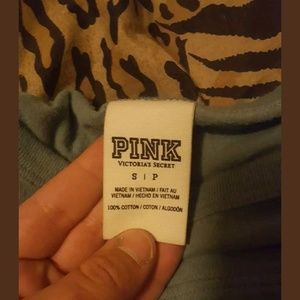 PINK
VICTORIA'S SECRET
S | P
MADE IN VIETNAM / FAIT AU
VIETNAM / HECHO EN VIETNAM
100% COTTON / COTON / ALGODÓN